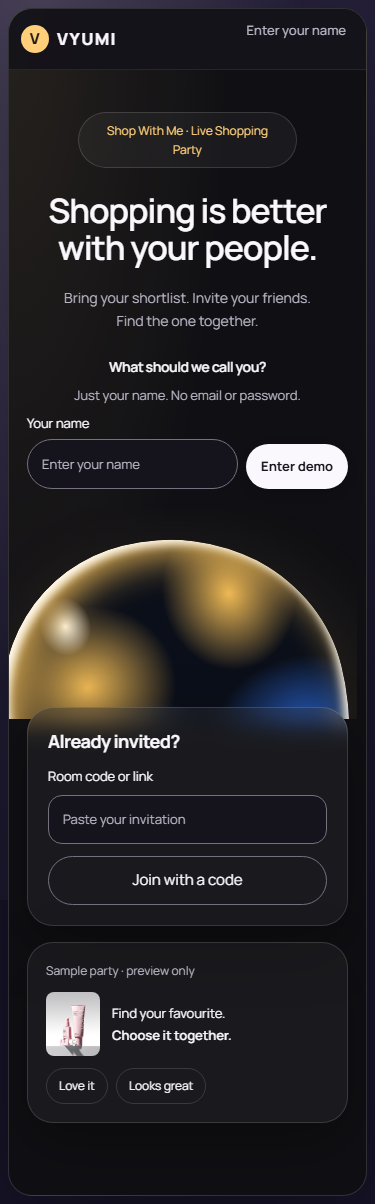 V VYUMI
Enter your name
Shop With Me · Live Shopping
Party
Shopping is better
with your people.
Bring your shortlist. Invite your friends.
Find the one together.
What should we call you?
Just your name. No email or password.
Your name
Enter your name
Enter demo
Already invited?
Room code or link
Paste your invitation
Join with a code
Sample party · preview only
Find your favourite.
Choose it together.
Love it
Looks great